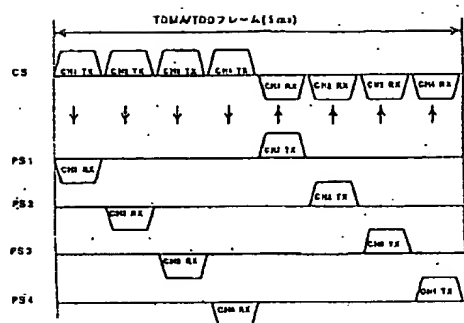 TDMA/TDDフレーム(5ms)
CS
CH1 TX CH2 TX CH3 TX CH4 TX CH1 RX CH2 RX CH3 RX CH4 RX
PS1
CH1 RX
PS2
CH2 RX CH2 TX
PS3
CH3 RX CH3 TX
PS4
CH4 RX CH4 TX